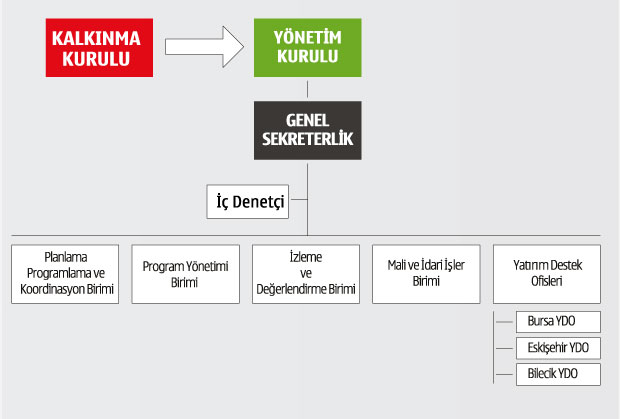 KALKINMA
KURULU
YÖNETİM
KURULU
GENEL
SEKRETERLİK
İç Denetçi
Planlama
Programlama ve
Koordinasyon Birimi
Program Yönetimi
Birimi
İzleme
ve
Değerlendirme Birimi
Mali ve İdari İşler
Birimi
Yatırım Destek
Ofisleri
Bursa YDO
Eskişehir YDO
Bilecik YDO